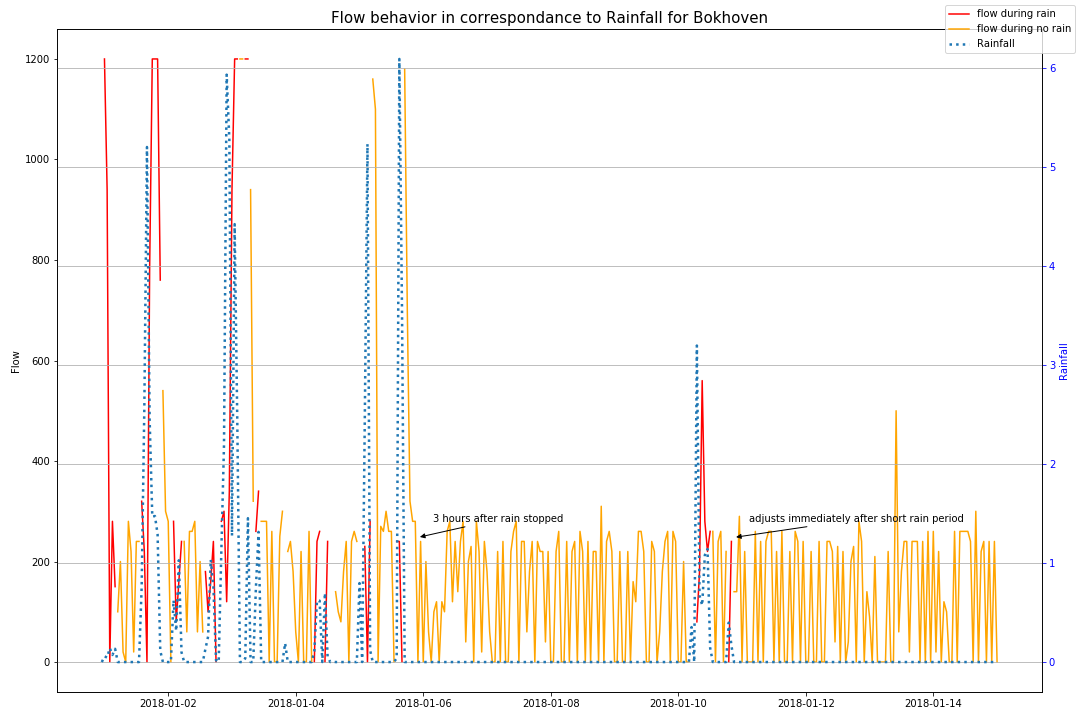 Flow behavior in correspondance to Rainfall for Bokhoven
flow during rain
flow during no rain
Rainfall
1200
1000
800
600
400
200
0
Flow
6
5
4
3
2
1
0
Rainfall
3 hours after rain stopped
adjusts immediately after short rain period
2018-01-02
2018-01-04
2018-01-06
2018-01-08
2018-01-10
2018-01-12
2018-01-14